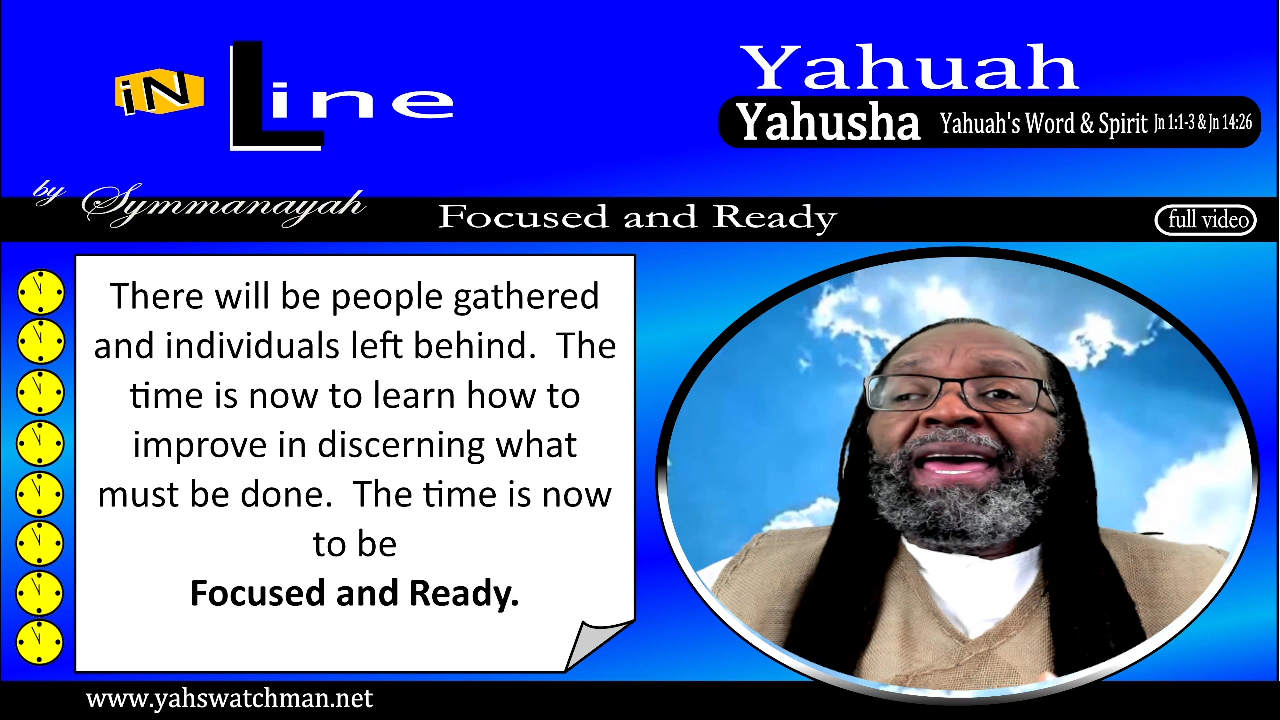 iN Line
Yahuah
Yahusha Yahuah's Word & Spirit Jn 1:1-3 & Jn 14:26
by Symmanayah
Focused and Ready
full video
There will be people gathered
and individuals left behind.  The
time is now to learn how to
improve in discerning what
must be done.  The time is now
to be
Focused and Ready.
www.yahswatchman.net